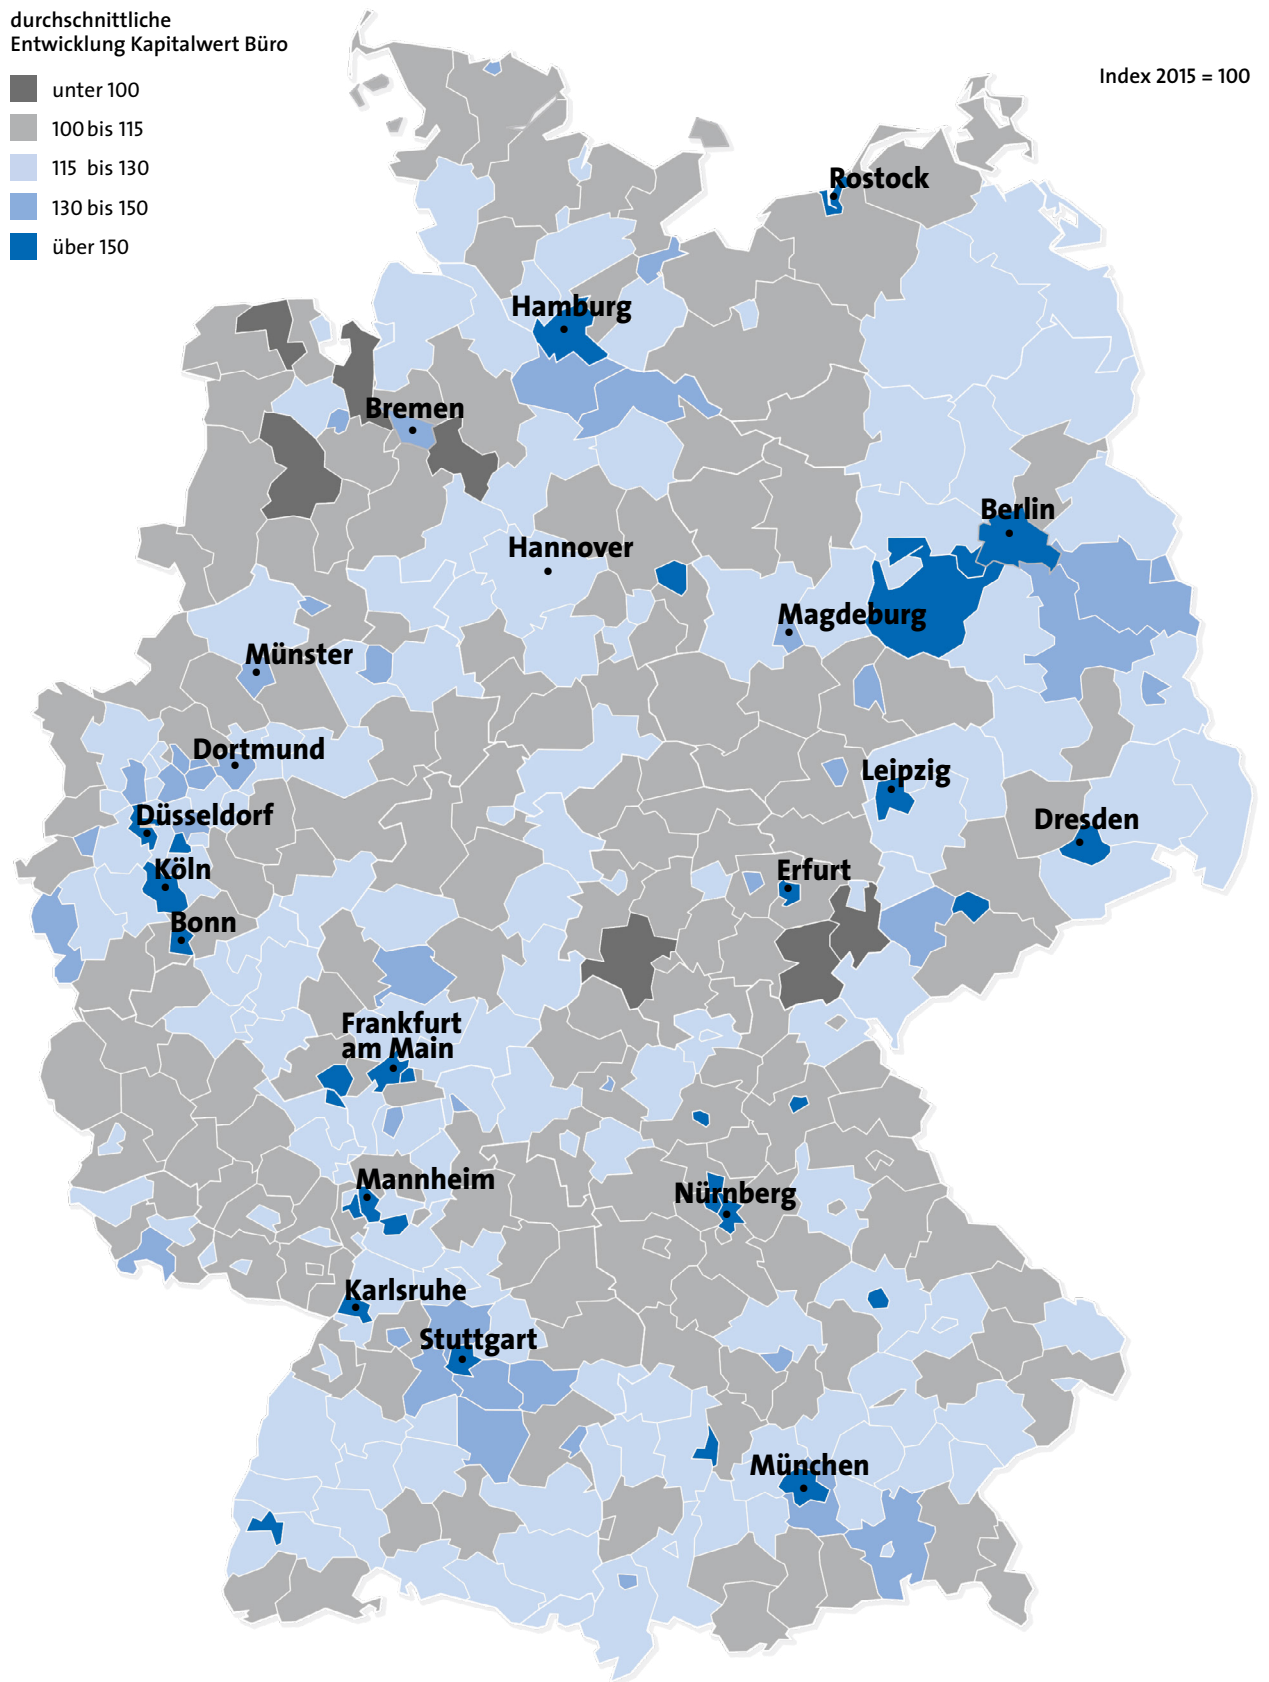 durchschnittliche
Entwicklung Kapitalwert Büro
unter 100
100 bis 115
115 bis 130
130 bis 150
über 150
Index 2015 = 100
Rostock
Hamburg
Bremen
Berlin
Hannover
Magdeburg
Münster
Dortmund
Leipzig
Düsseldorf
Dresden
Köln
Erfurt
Bonn
Frankfurt
am Main
Mannheim
Nürnberg
Karlsruhe
Stuttgart
München